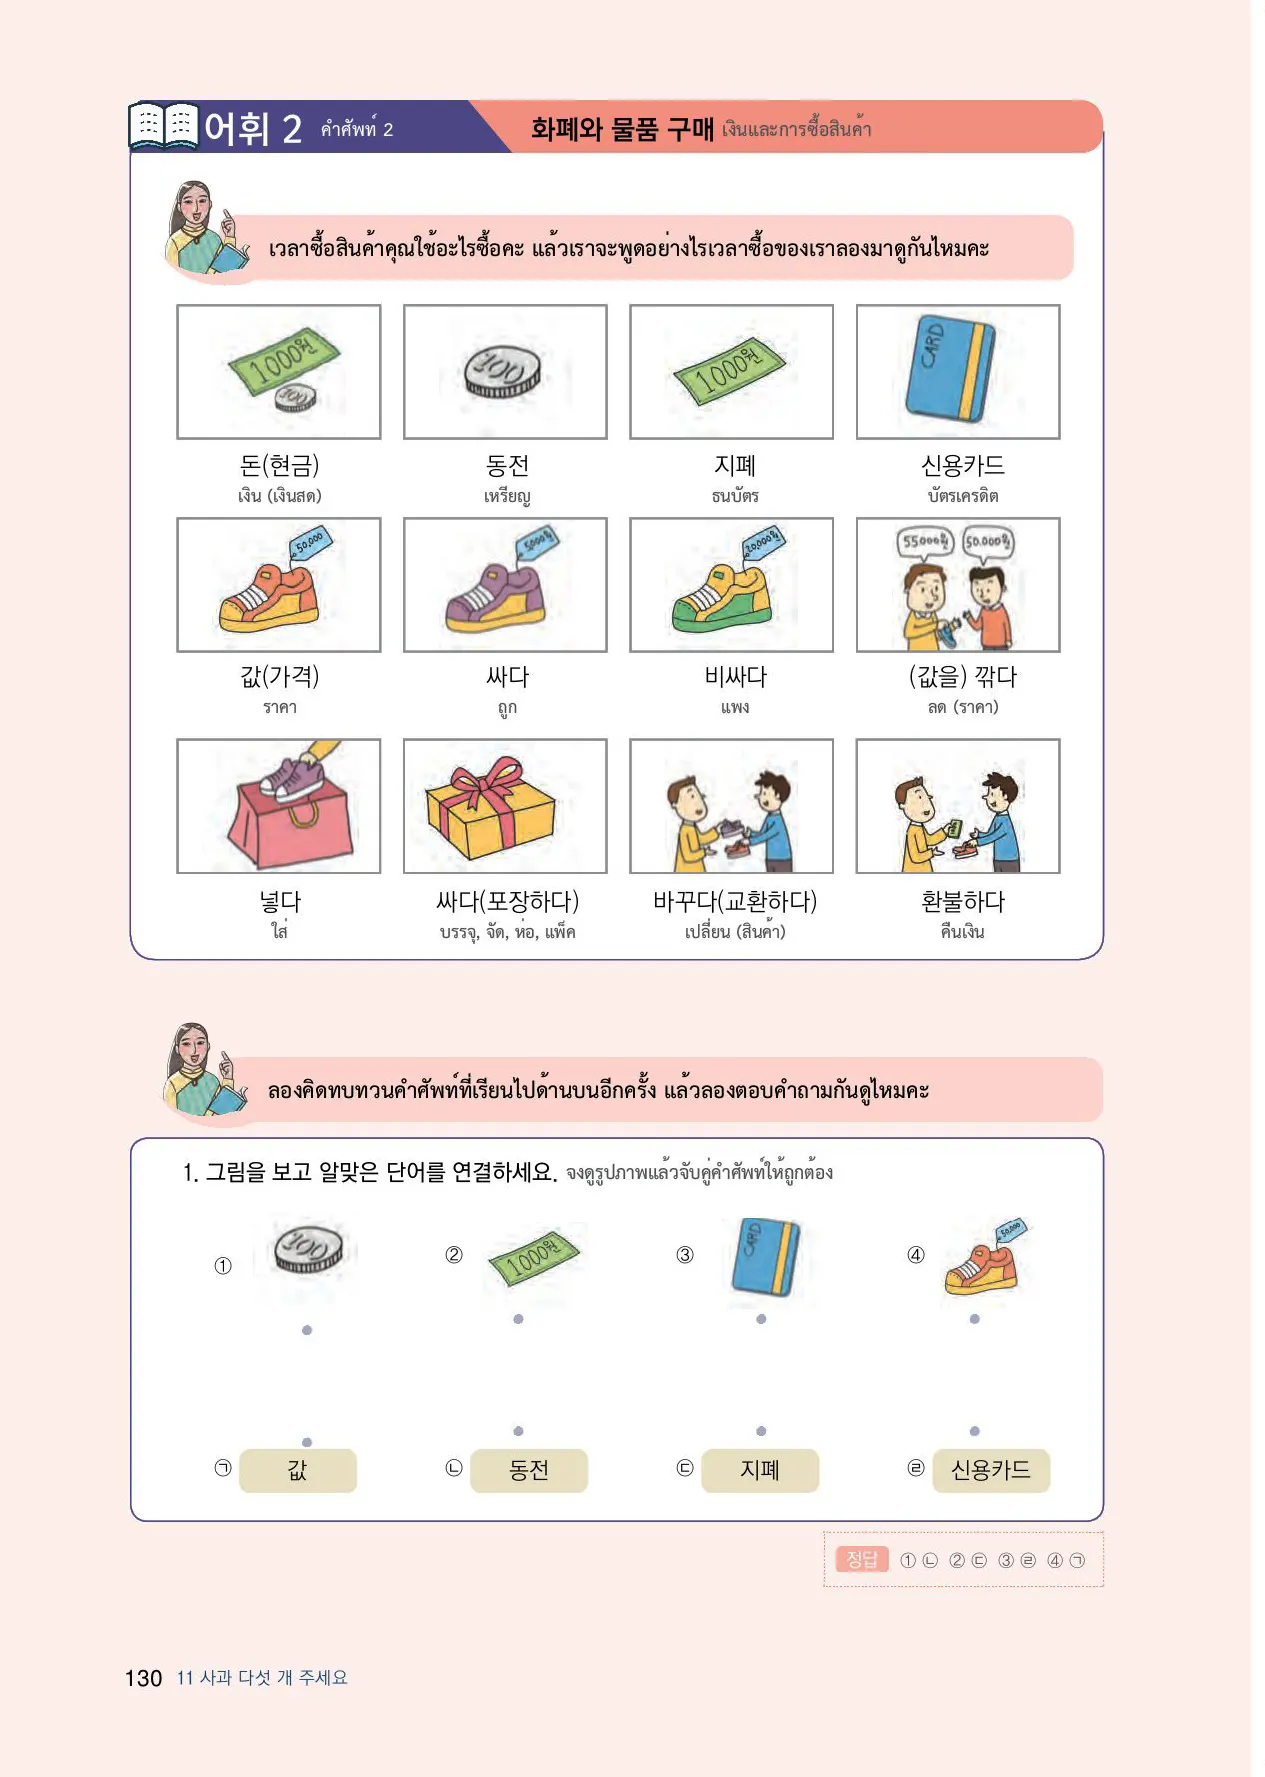 어휘 2 คำศัพท์ 2 화폐와 물품 구매 เงินและการซื้อสินค้า
เวลาซื้อสินค้าคุณใช้อะไรซื้อคะ แล้วเราจะพูดอย่างไรเวลาซื้อของเราลองมาดูกันไหมคะ
1000원 100 100 1000원 CARD
돈(현금) 동전 지폐 신용카드
เงิน (เงินสด) เหรียญ ธนบัตร บัตรเครดิต
50,000 5,000원 20,000원 55,000원 50,000원
값(가격) 싸다 비싸다 (값을) 깎다
ราคา ถูก แพง ลด (ราคา)
넣다 싸다(포장하다) 바꾸다(교환하다) 환불하다
ใส่ บรรจุ, จัด, ห่อ, แพ็ค เปลี่ยน (สินค้า) คืนเงิน
ลองคิดทบทวนคำศัพท์ที่เรียนไปด้านบนอีกครั้ง แล้วลองตอบคำถามกันดูไหมคะ
1. 그림을 보고 알맞은 단어를 연결하세요. จงดูรูปภาพแล้วจับคู่คำศัพท์ให้ถูกต้อง
① 100 ② 1000원 ③ CARD ④ 50,000
㉠ 값 ㉡ 동전 ㉢ 지폐 ㉣ 신용카드
정답 ① ㉡ ② ㉢ ③ ㉣ ④ ㉠
130 11 사과 다섯 개 주세요